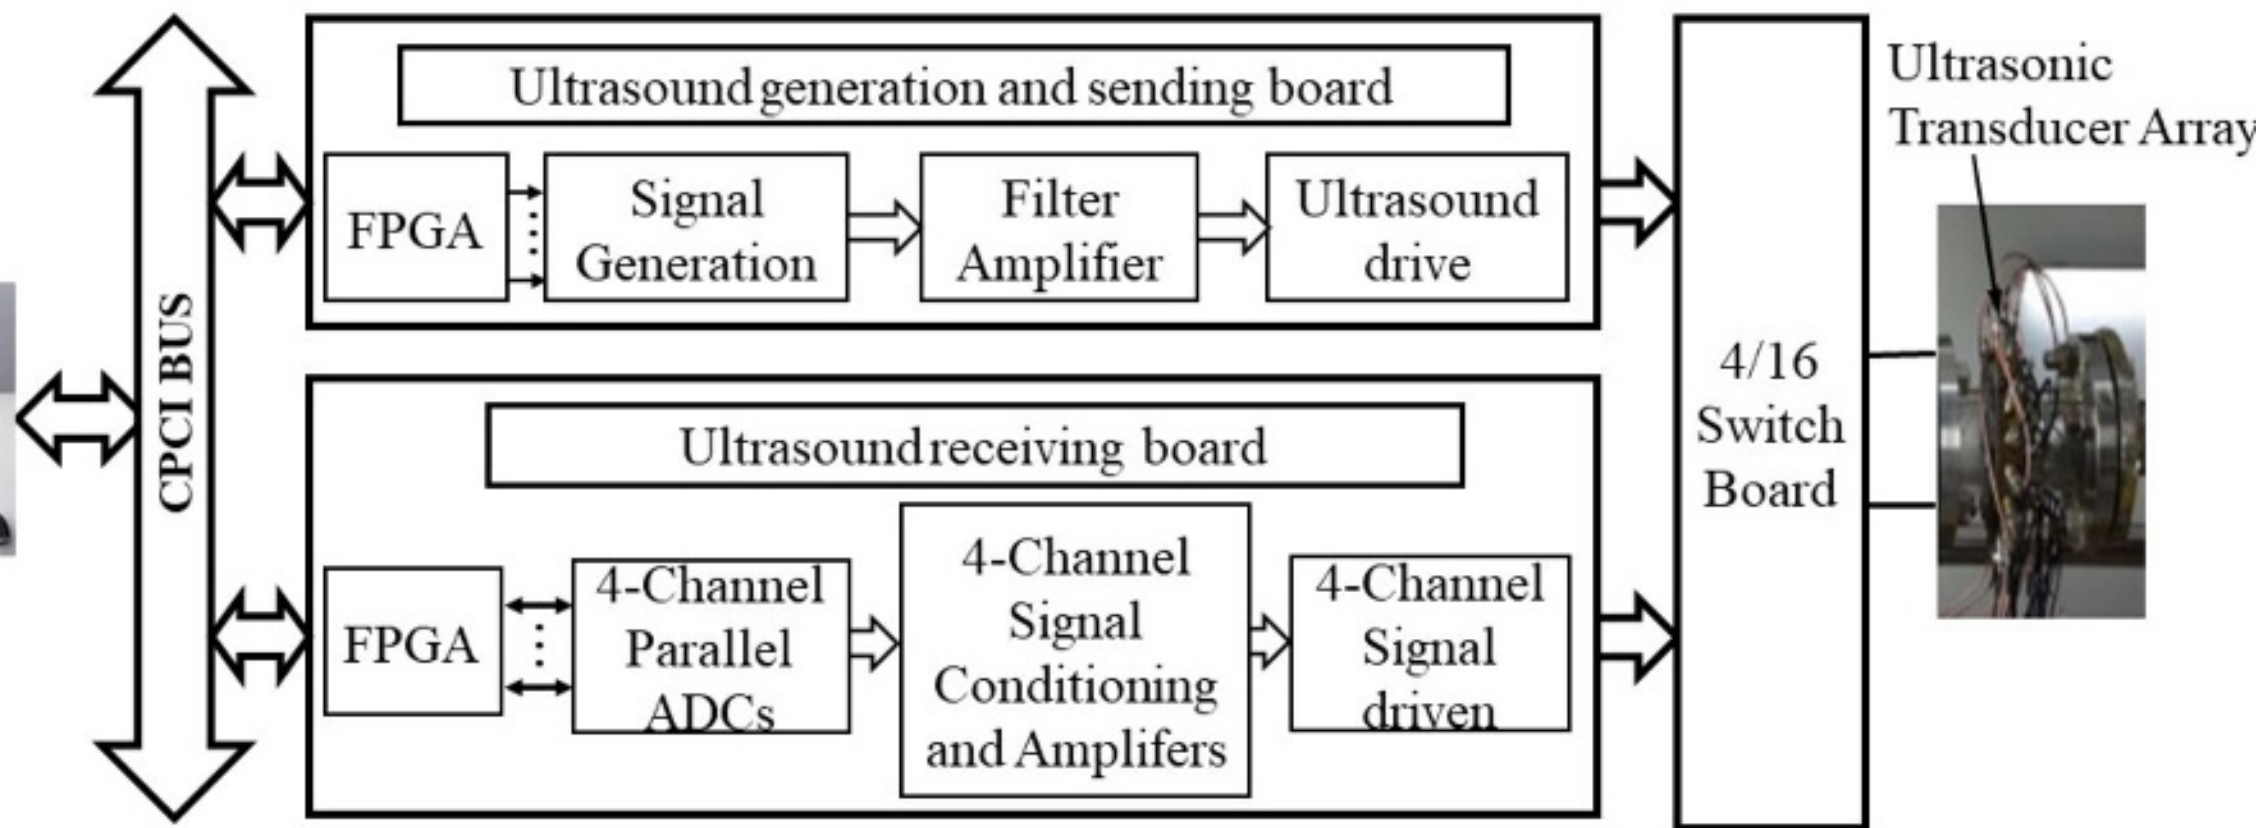 CPCI BUS
Ultrasound generation and sending board
FPGA
Signal
Generation
Filter
Amplifier
Ultrasound
drive
Ultrasound receiving board
FPGA
4-Channel
Parallel
ADCs
4-Channel
Signal
Conditioning
and Amplifers
4-Channel
Signal
driven
4/16
Switch
Board
Ultrasonic
Transducer Array